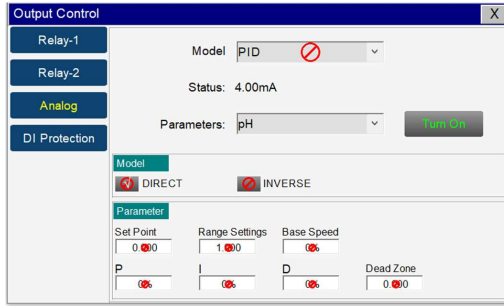 Output Control X
Relay-1
Relay-2
Analog
DI Protection
Model PID
Status: 4.00mA
Parameters: pH Turn On
Model
DIRECT INVERSE
Parameter
Set Point Range Settings Base Speed
P I D Dead Zone